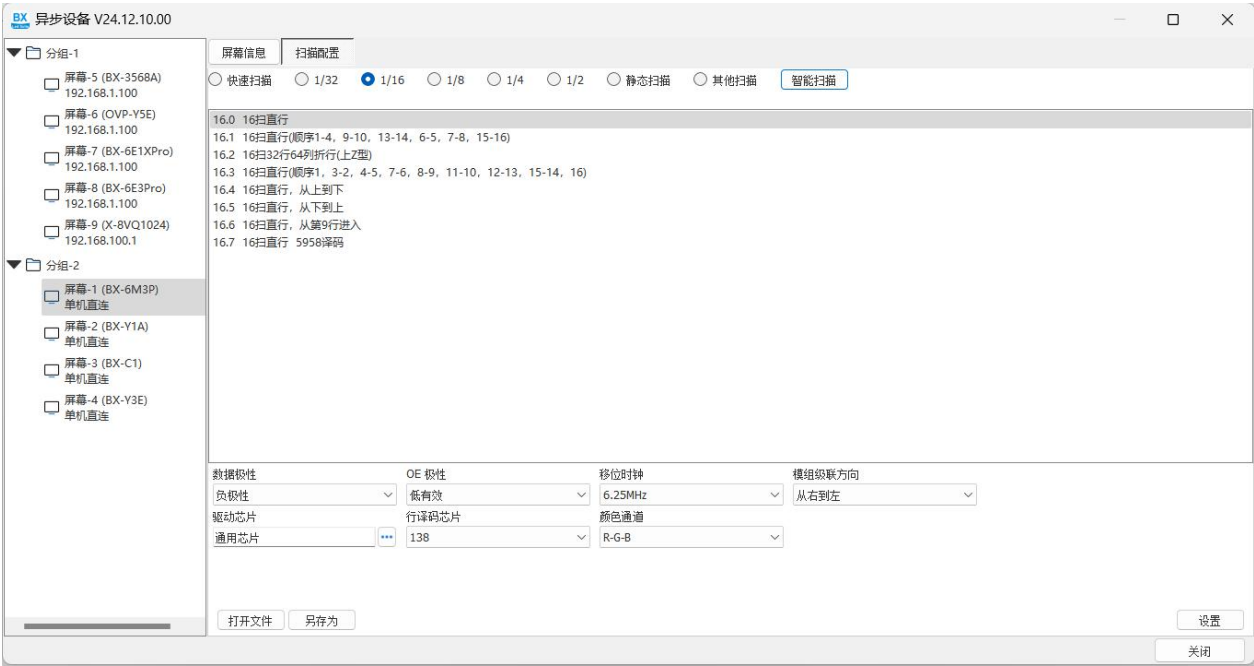 BX 异步设备 V24.12.10.00
分组-1
屏幕-5 (BX-3568A)
192.168.1.100
屏幕-6 (OVP-Y5E)
192.168.1.100
屏幕-7 (BX-6E1XPro)
192.168.1.100
屏幕-8 (BX-6E3Pro)
192.168.1.100
屏幕-9 (X-8VQ1024)
192.168.100.1
分组-2
屏幕-1 (BX-6M3P)
单机直连
屏幕-2 (BX-Y1A)
单机直连
屏幕-3 (BX-C1)
单机直连
屏幕-4 (BX-Y3E)
单机直连
屏幕信息 扫描配置
快速扫描 1/32 1/16 1/8 1/4 1/2 静态扫描 其他扫描 智能扫描
16.0 16扫直行
16.1 16扫直行(顺序1-4, 9-10, 13-14, 6-5, 7-8, 15-16)
16.2 16扫32行64列折行(上Z型)
16.3 16扫直行(顺序1, 3-2, 4-5, 7-6, 8-9, 11-10, 12-13, 15-14, 16)
16.4 16扫直行，从上到下
16.5 16扫直行，从下到上
16.6 16扫直行，从第9行进入
16.7 16扫直行 5958译码
数据极性 OE 极性 移位时钟 模组级联方向
负极性 低有效 6.25MHz 从右到左
驱动芯片 行译码芯片 颜色通道
通用芯片 ••• 138 R-G-B
打开文件 另存为 设置
关闭